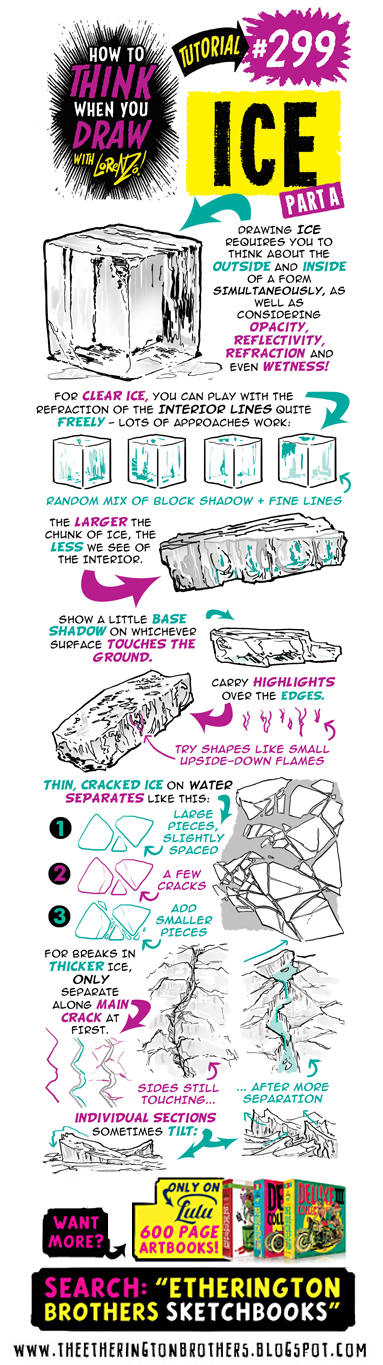 HOW TO
THINK
WHEN YOU
DRAW
WITH LORENZO!
TUTORIAL
#299
ICE
PART A
DRAWING ICE
REQUIRES YOU TO
THINK ABOUT THE
OUTSIDE AND INSIDE
OF A FORM
SIMULTANEOUSLY, AS
WELL AS
CONSIDERING
OPACITY,
REFLECTIVITY,
REFRACTION AND
EVEN WETNESS!
FOR CLEAR ICE, YOU CAN PLAY WITH THE
REFRACTION OF THE INTERIOR LINES QUITE
FREELY - LOTS OF APPROACHES WORK:
RANDOM MIX OF BLOCK SHADOW + FINE LINES
THE LARGER THE
CHUNK OF ICE, THE
LESS WE SEE OF
THE INTERIOR.
SHOW A LITTLE BASE
SHADOW ON WHICHEVER
SURFACE TOUCHES THE
GROUND.
CARRY HIGHLIGHTS
OVER THE EDGES.
TRY SHAPES LIKE SMALL
UPSIDE-DOWN FLAMES
THIN, CRACKED ICE ON WATER
SEPARATES LIKE THIS:
1
LARGE
PIECES,
SLIGHTLY
SPACED
2
A FEW
CRACKS
3
ADD
SMALLER
PIECES
FOR BREAKS IN
THICKER ICE,
ONLY
SEPARATE
ALONG MAIN
CRACK AT
FIRST.
SIDES STILL
TOUCHING...
... AFTER MORE
SEPARATION
INDIVIDUAL SECTIONS
SOMETIMES TILT:
WANT
MORE?
ONLY ON
Lulu
600 PAGE
ARTBOOKS!
DELUXE
SEARCH: "ETHERINGTON
BROTHERS SKETCHBOOKS"
WWW.THEETHERINGTONBROTHERS.BLOGSPOT.COM